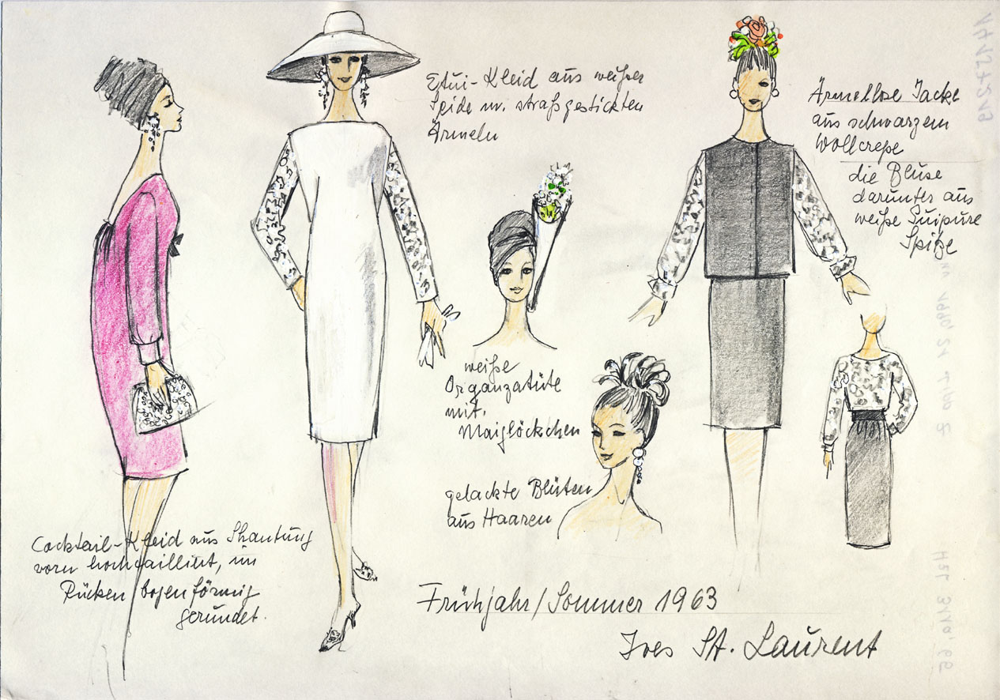 Etui-Kleid aus weißer
Seide m. straßgestickten
Ärmeln
Ärmellose Jacke
aus schwarzem
Wollcrepe
die Bluse
darunter aus
weiße Guipure
Spitze
weiße
Organzatüte
mit
Maiglöckchen
gelackte Blüten
aus Haaren
Cocktail-Kleid aus Shantung
vorn hochtailliert, im
Rücken bogenförmig
gerundet.
Frühjahr/Sommer 1963
Yves St. Laurent
1415+219